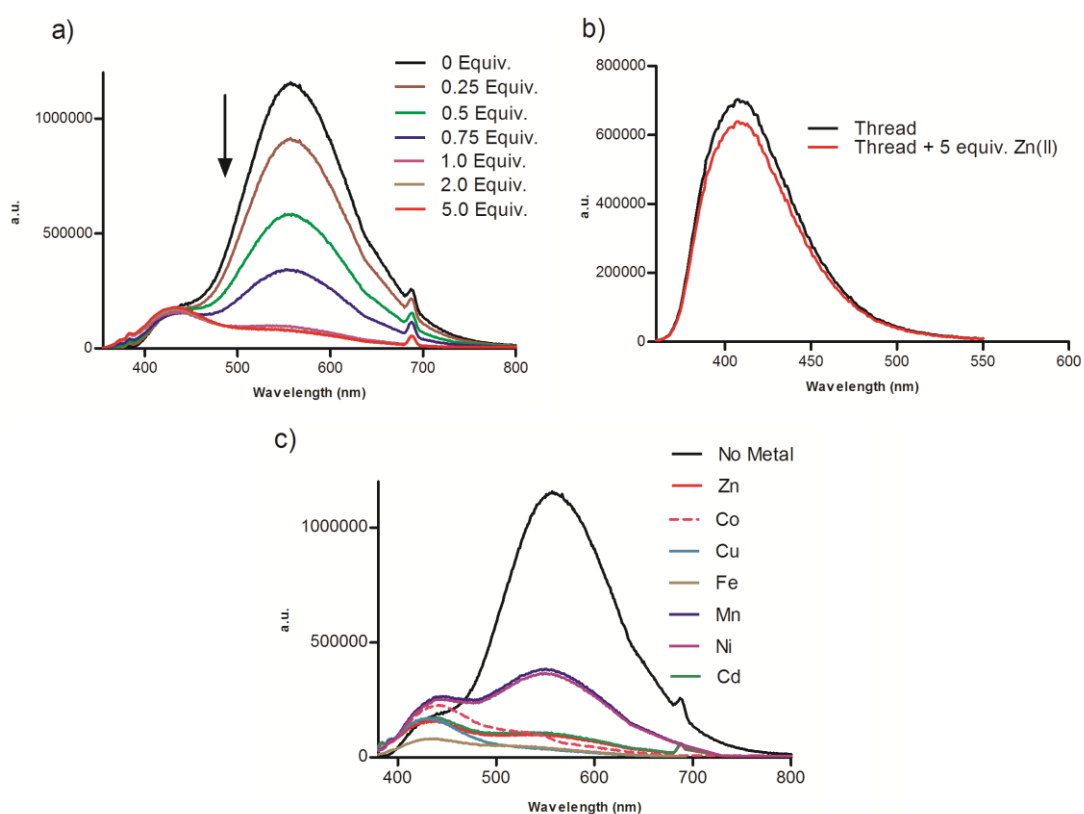 a)
0 Equiv.
0.25 Equiv.
0.5 Equiv.
0.75 Equiv.
1.0 Equiv.
2.0 Equiv.
5.0 Equiv.
1000000
500000
0
a.u.
400 500 600 700 800
Wavelength (nm)
b)
Thread
Thread + 5 equiv. Zn(II)
800000
600000
400000
200000
0
a.u.
400 450 500 550 600
Wavelength (nm)
c)
No Metal
Zn
Co
Cu
Fe
Mn
Ni
Cd
1000000
500000
0
a.u.
400 500 600 700 800
Wavelength (nm)